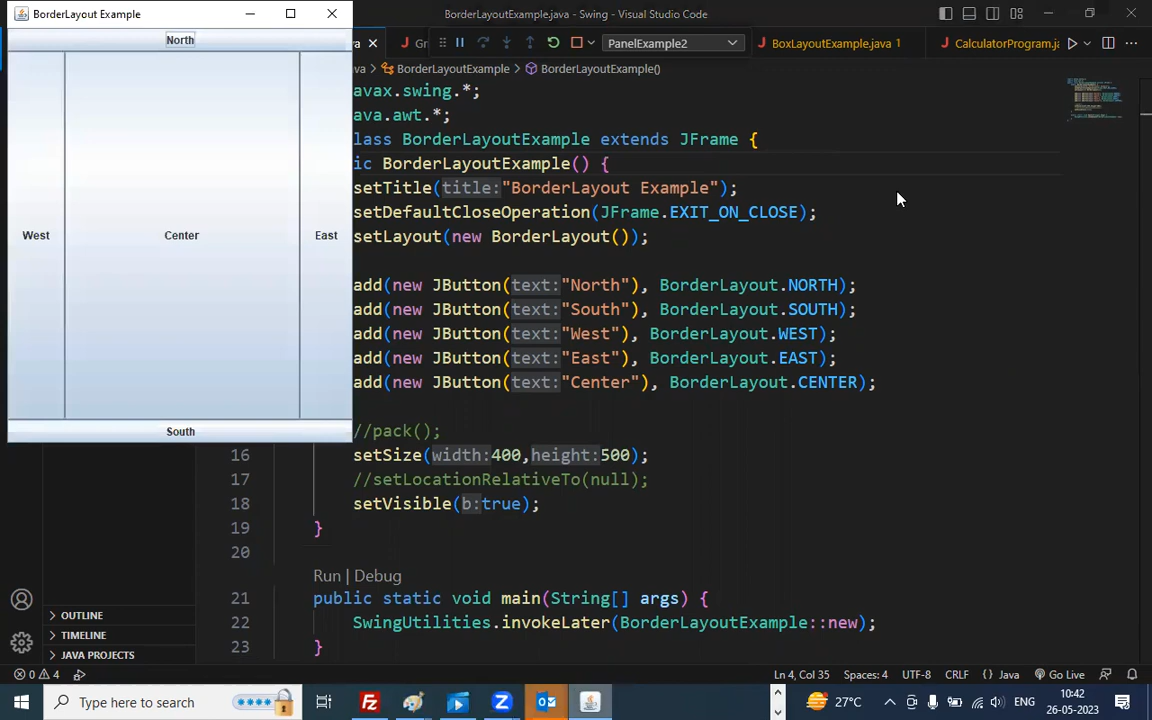 BorderLayout Example
BorderLayoutExample.java - Swing - Visual Studio Code
North
West
Center
East
South
va
Gr
PanelExample2
BoxLayoutExample.java 1
CalculatorProgram.ja
va
BorderLayoutExample
BorderLayoutExample()
avax.swing.*;
ava.awt.*;
lass BorderLayoutExample extends JFrame {
ic BorderLayoutExample() {
setTitle(title:"BorderLayout Example");
setDefaultCloseOperation(JFrame.EXIT_ON_CLOSE);
setLayout(new BorderLayout());
add(new JButton(text:"North"), BorderLayout.NORTH);
add(new JButton(text:"South"), BorderLayout.SOUTH);
add(new JButton(text:"West"), BorderLayout.WEST);
add(new JButton(text:"East"), BorderLayout.EAST);
add(new JButton(text:"Center"), BorderLayout.CENTER);
//pack();
16 setSize(width:400,height:500);
17 //setLocationRelativeTo(null);
18 setVisible(b:true);
19 }
20
Run | Debug
21 public static void main(String[] args) {
22 SwingUtilities.invokeLater(BorderLayoutExample::new);
23 }
OUTLINE
TIMELINE
JAVA PROJECTS
0 4
Ln 4, Col 35 Spaces: 4 UTF-8 CRLF {} Java Go Live
Type here to search
27°C
ENG
10:42
26-05-2023
3